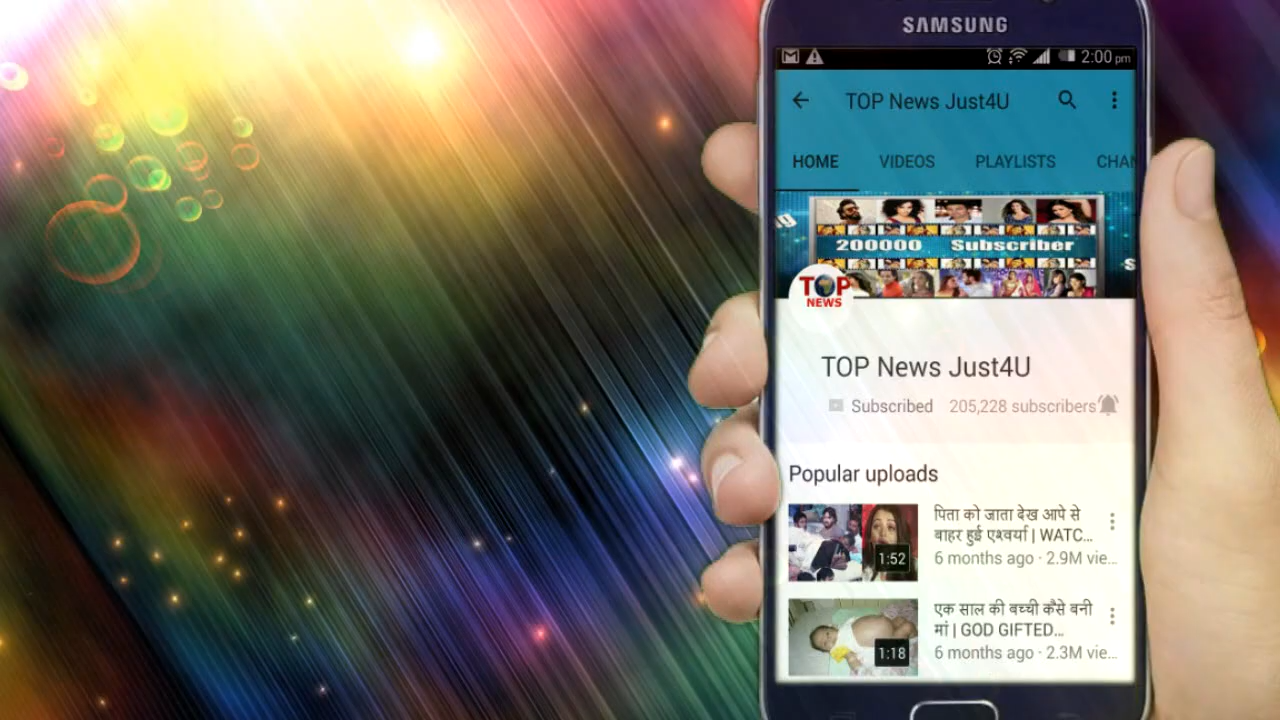 SAMSUNG
2:00 pm
TOP News Just4U
HOME VIDEOS PLAYLISTS CHAN
200000 Subscriber
TOP
NEWS
TOP News Just4U
Subscribed 205,228 subscribers
Popular uploads
पिता को जाता देख आपे से
बाहर हुई एश्वर्या | WATC...
6 months ago · 2.9M vie...
1:52
एक साल की बच्ची कैसे बनी
मां | GOD GIFTED...
6 months ago · 2.3M vie...
1:18